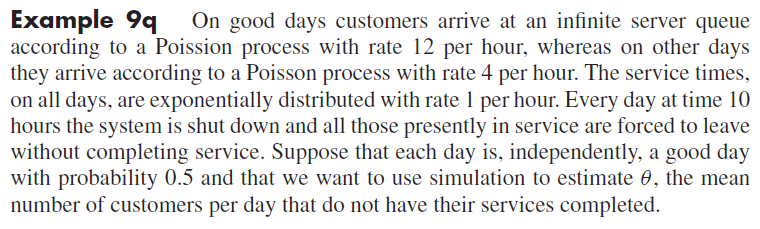 Example 9q On good days customers arrive at an infinite server queue
according to a Poission process with rate 12 per hour, whereas on other days
they arrive according to a Poisson process with rate 4 per hour. The service times,
on all days, are exponentially distributed with rate 1 per hour. Every day at time 10
hours the system is shut down and all those presently in service are forced to leave
without completing service. Suppose that each day is, independently, a good day
with probability 0.5 and that we want to use simulation to estimate θ, the mean
number of customers per day that do not have their services completed.